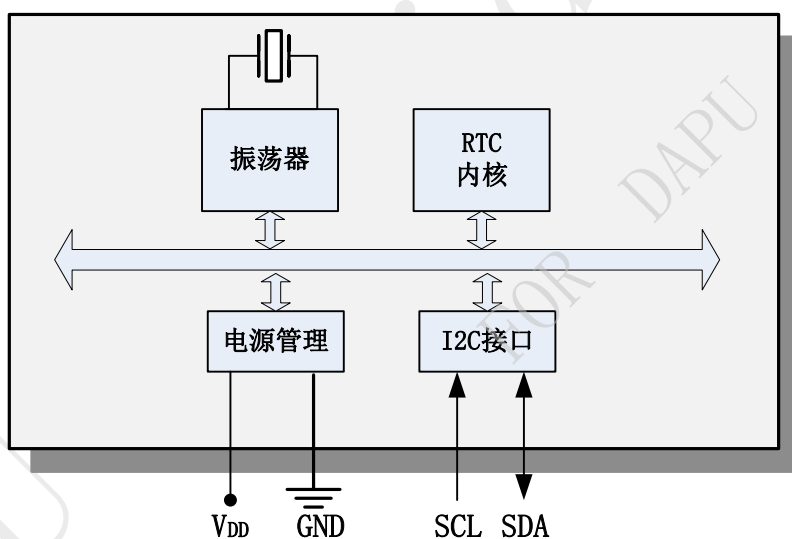 振荡器
RTC
内核
电源管理
I2C接口
VDD
GND
SCL
SDA
FOR DAPU